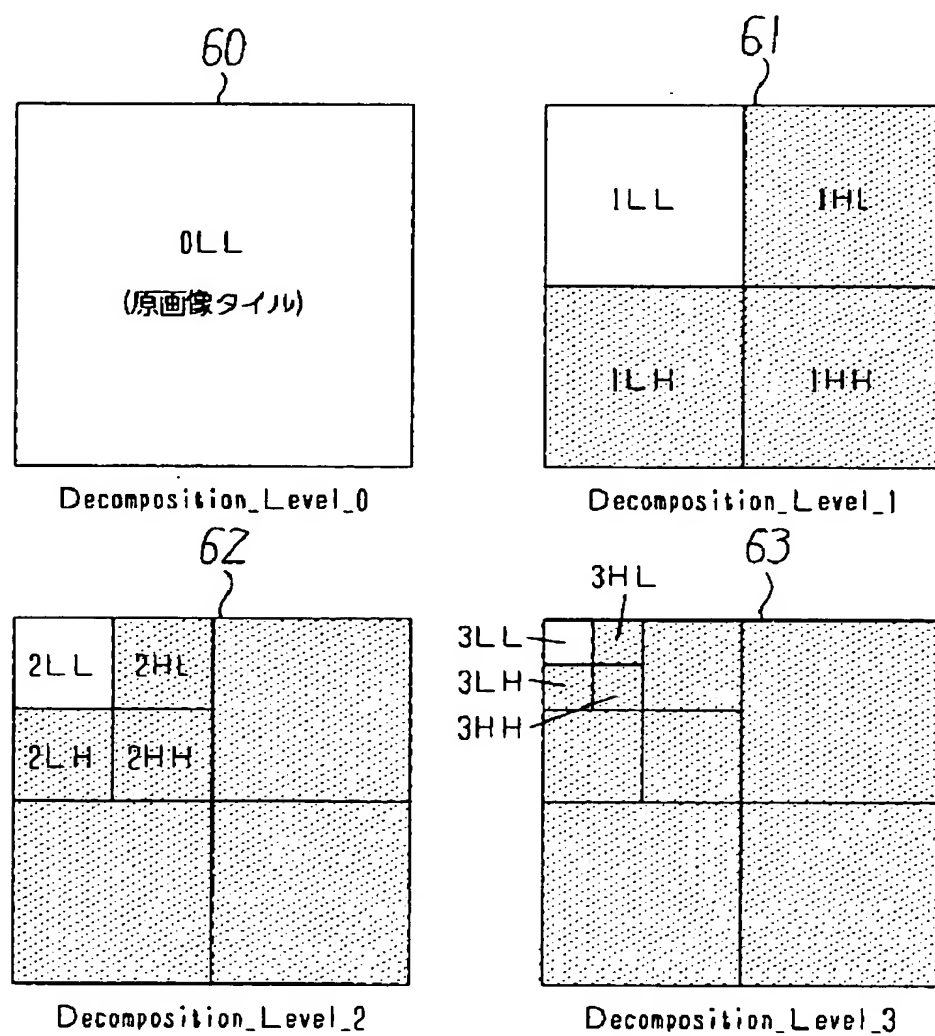 60
61
0LL
(原画像タイル)
1LL
1HL
1LH
1HH
Decomposition_Level_0
Decomposition_Level_1
62
63
2LL
2HL
2LH
2HH
3HL
3LL
3LH
3HH
Decomposition_Level_2
Decomposition_Level_3